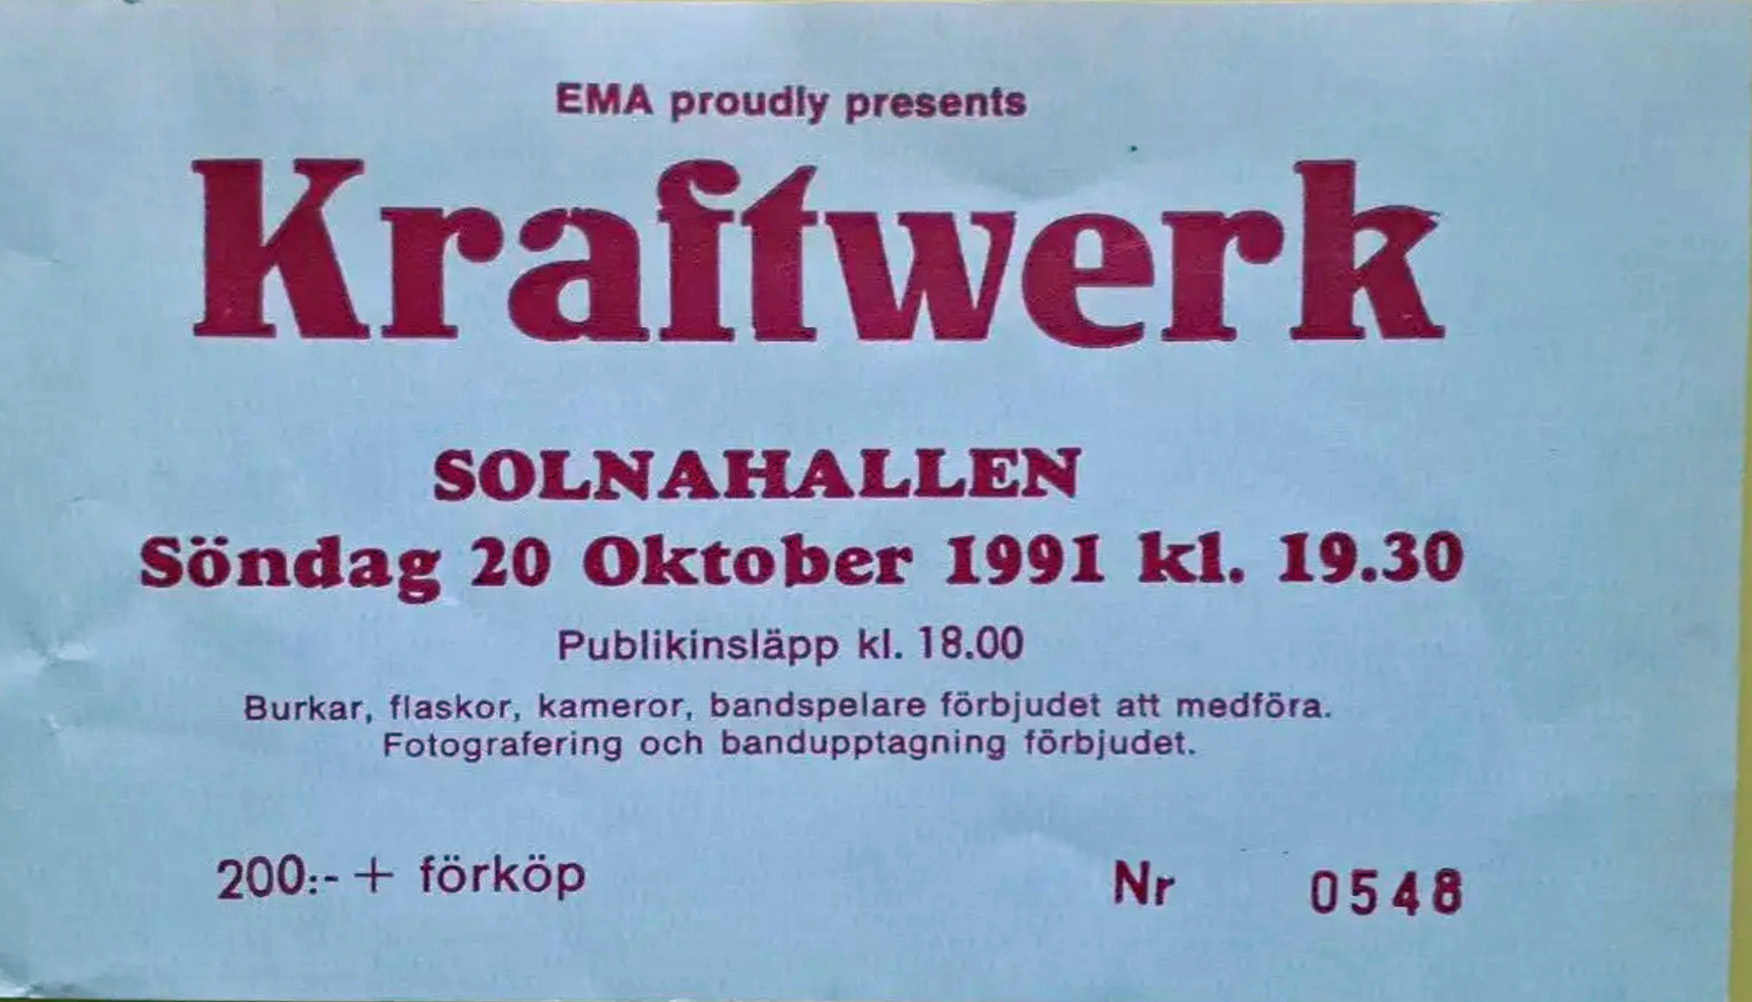 EMA proudly presents
Kraftwerk
SOLNAHALLEN
Söndag 20 Oktober 1991 kl. 19.30
Publikinsläpp kl. 18.00
Burkar, flaskor, kameror, bandspelare förbjudet att medföra.
Fotografering och bandupptagning förbjudet.
200:- + förköp Nr 0548